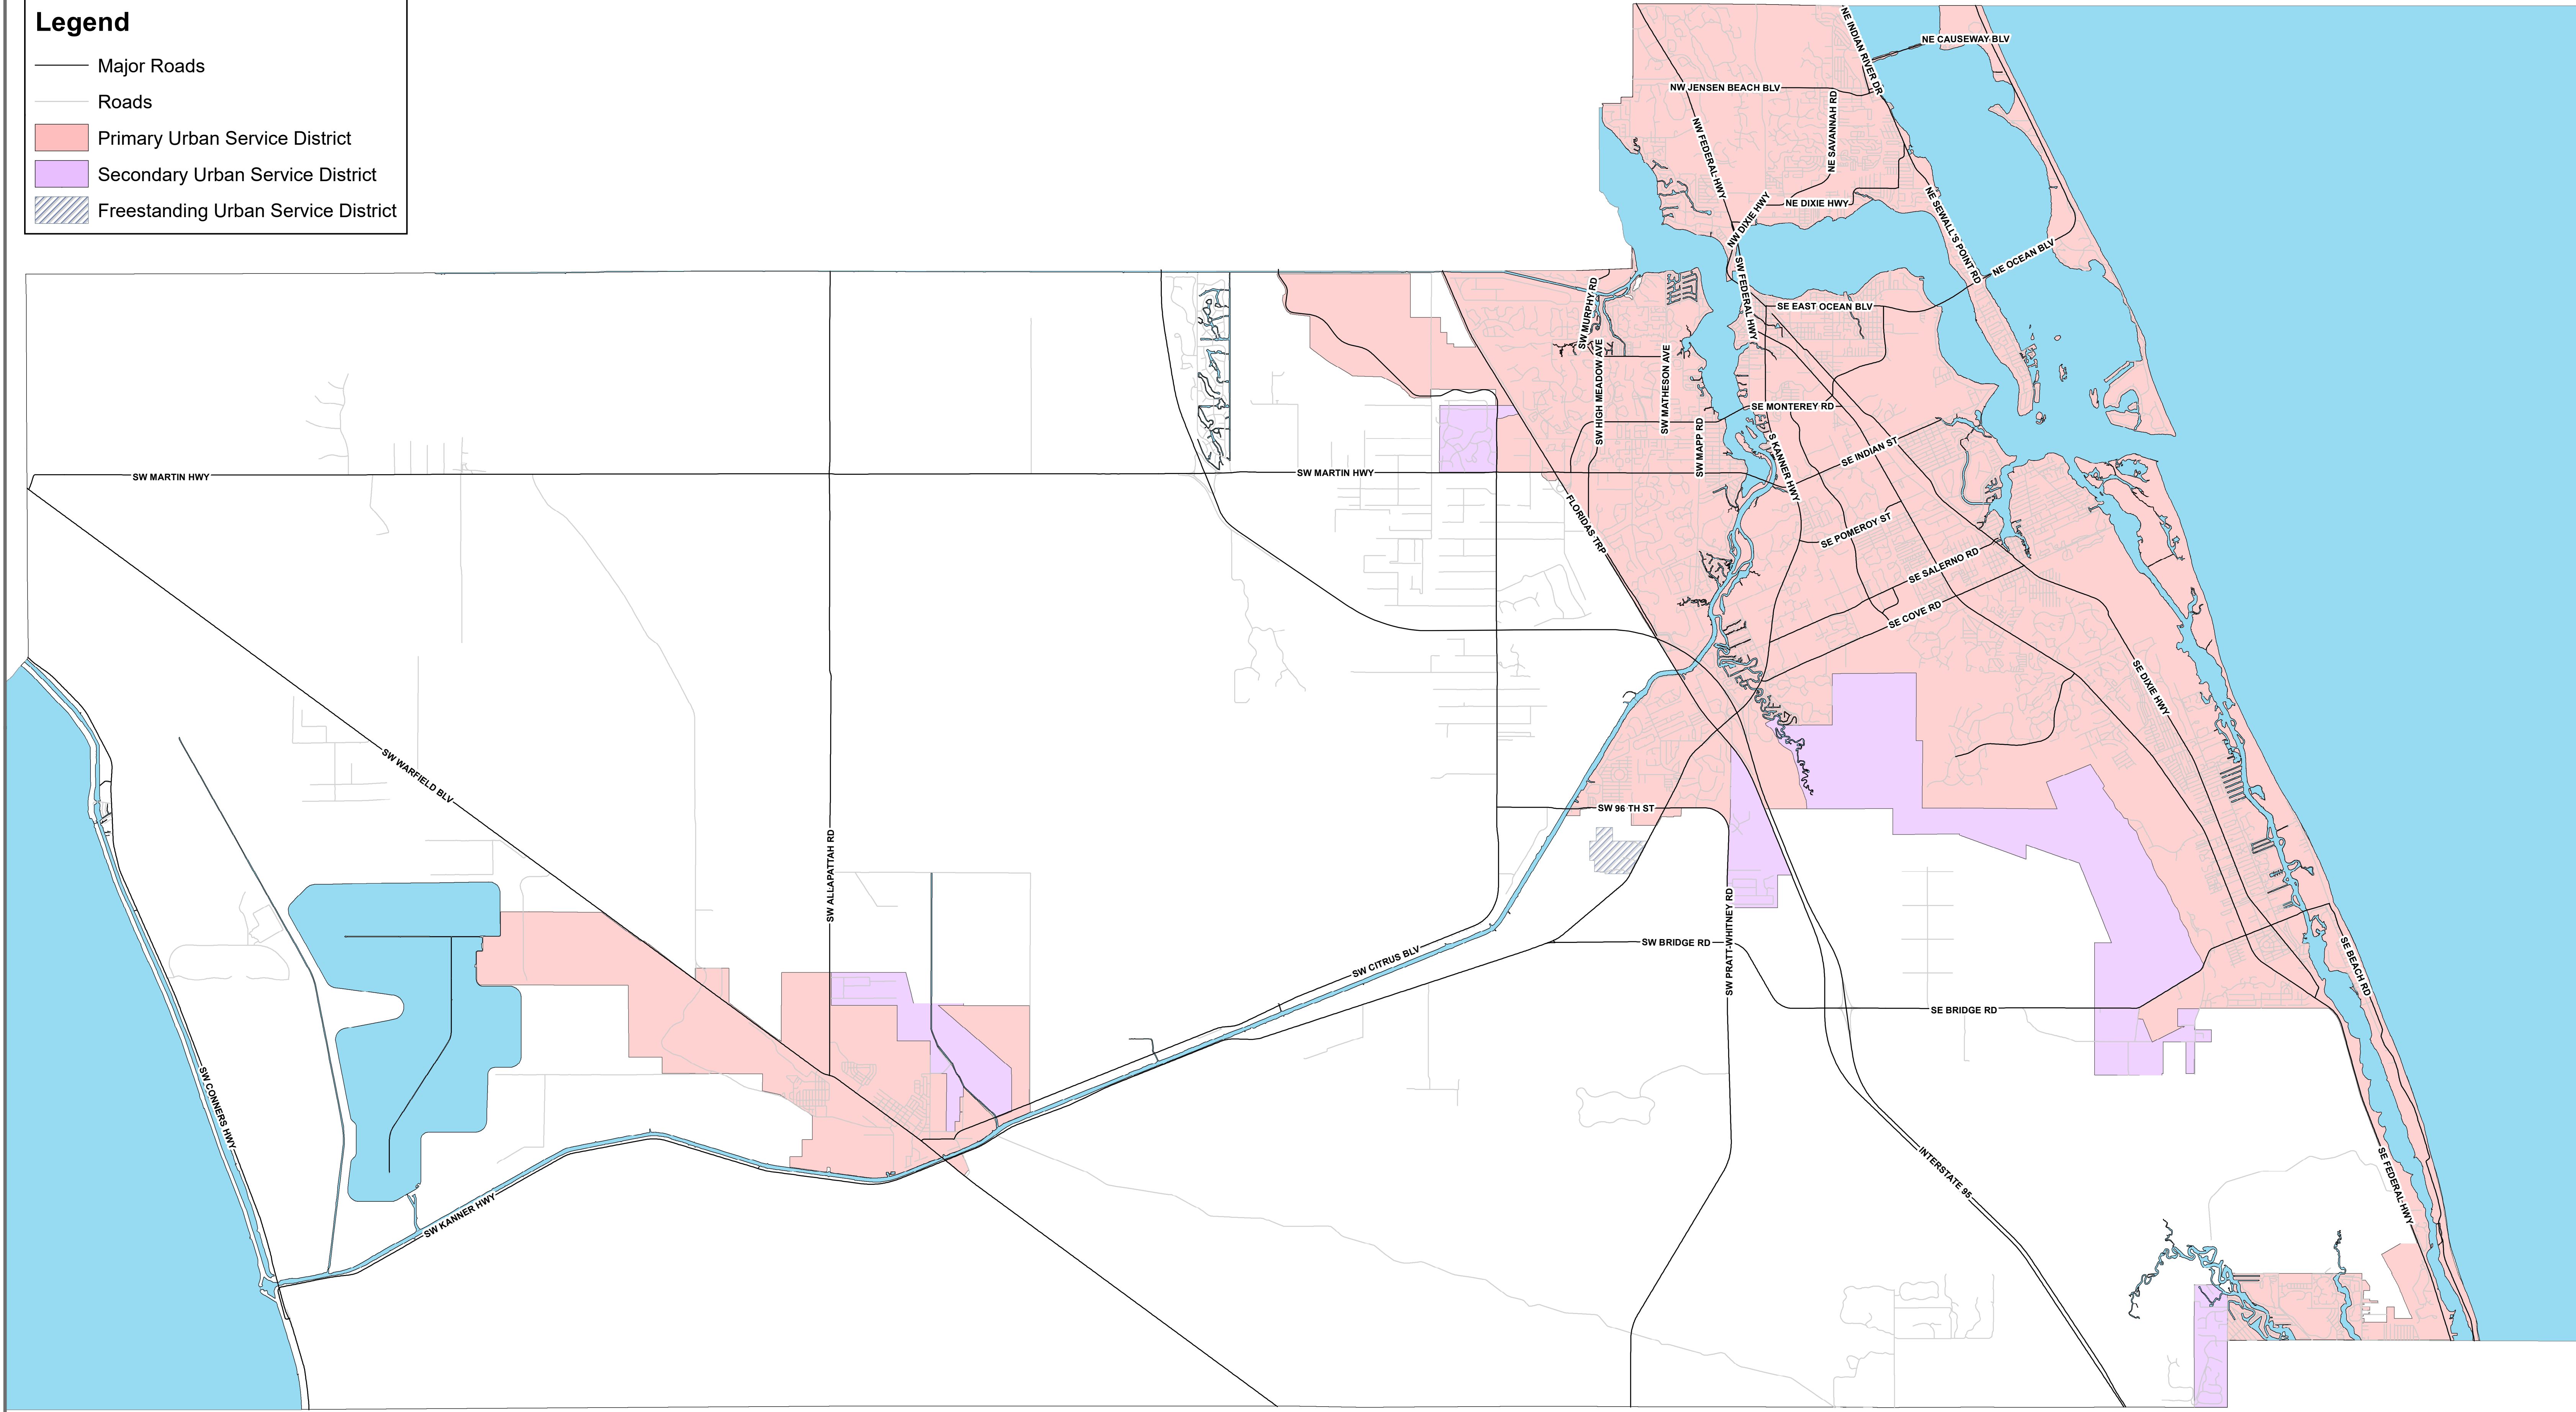 Legend
Major Roads
Roads
Primary Urban Service District
Secondary Urban Service District
Freestanding Urban Service District
NE INDIAN RIVER DR
NE CAUSEWAY BLV
NW JENSEN BEACH BLV
NE SAVANNAH RD
NW FEDERAL HWY
NW DIXIE HWY
NE DIXIE HWY
NE SEWALL'S POINT RD
NE OCEAN BLV
SW FEDERAL HWY
SE EAST OCEAN BLV
SW MURPHY RD
SW HIGH MEADOW AVE
SW MATHESON AVE
SW MAPP RD
SE MONTEREY RD
S KANNER HWY
SE INDIAN ST
SW MARTIN HWY
SW MARTIN HWY
FLORIDAS TRP
SE POMEROY ST
SE SALERNO RD
SE COVE RD
SE DIXIE HWY
SW WARFIELD BLV
SW ALLAPATTAH RD
SW 96 TH ST
SW PRATT-WHITNEY RD
SW BRIDGE RD
SW CITRUS BLV
SE BEACH RD
SE BRIDGE RD
SW CONNERS HWY
SW KANNER HWY
INTERSTATE 95
SE FEDERAL HWY